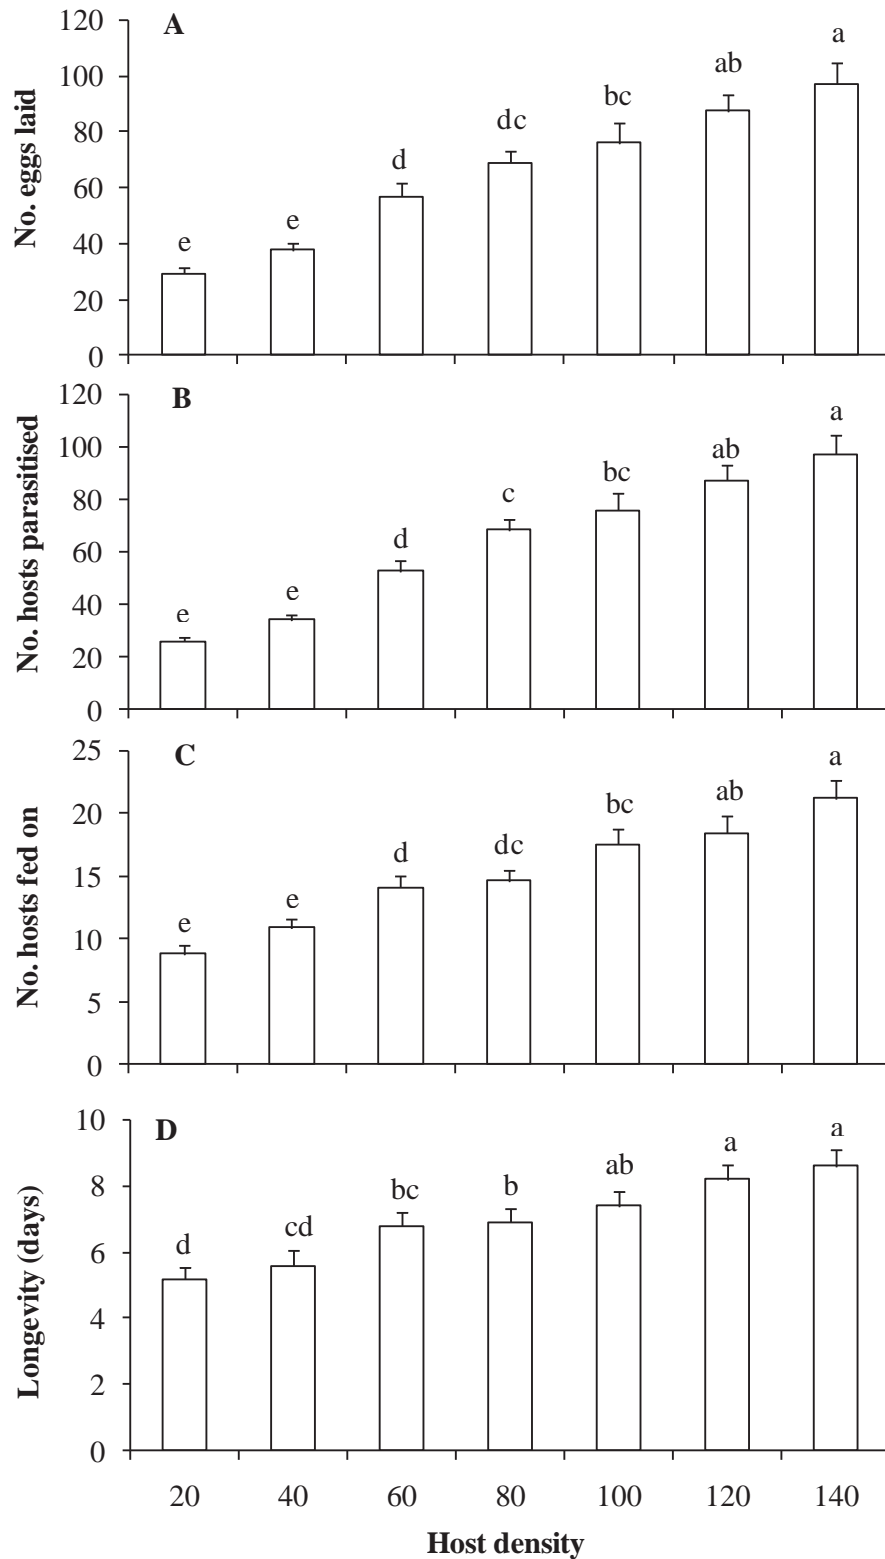 A
No. eggs laid
120
100
80
60
40
20
0
e
e
d
dc
bc
ab
a
B
No. hosts parasitised
120
100
80
60
40
20
0
e
e
d
c
bc
ab
a
C
No. hosts fed on
25
20
15
10
5
0
e
e
d
dc
bc
ab
a
D
Longevity (days)
10
8
6
4
2
0
d
cd
bc
b
ab
a
a
20 40 60 80 100 120 140
Host density